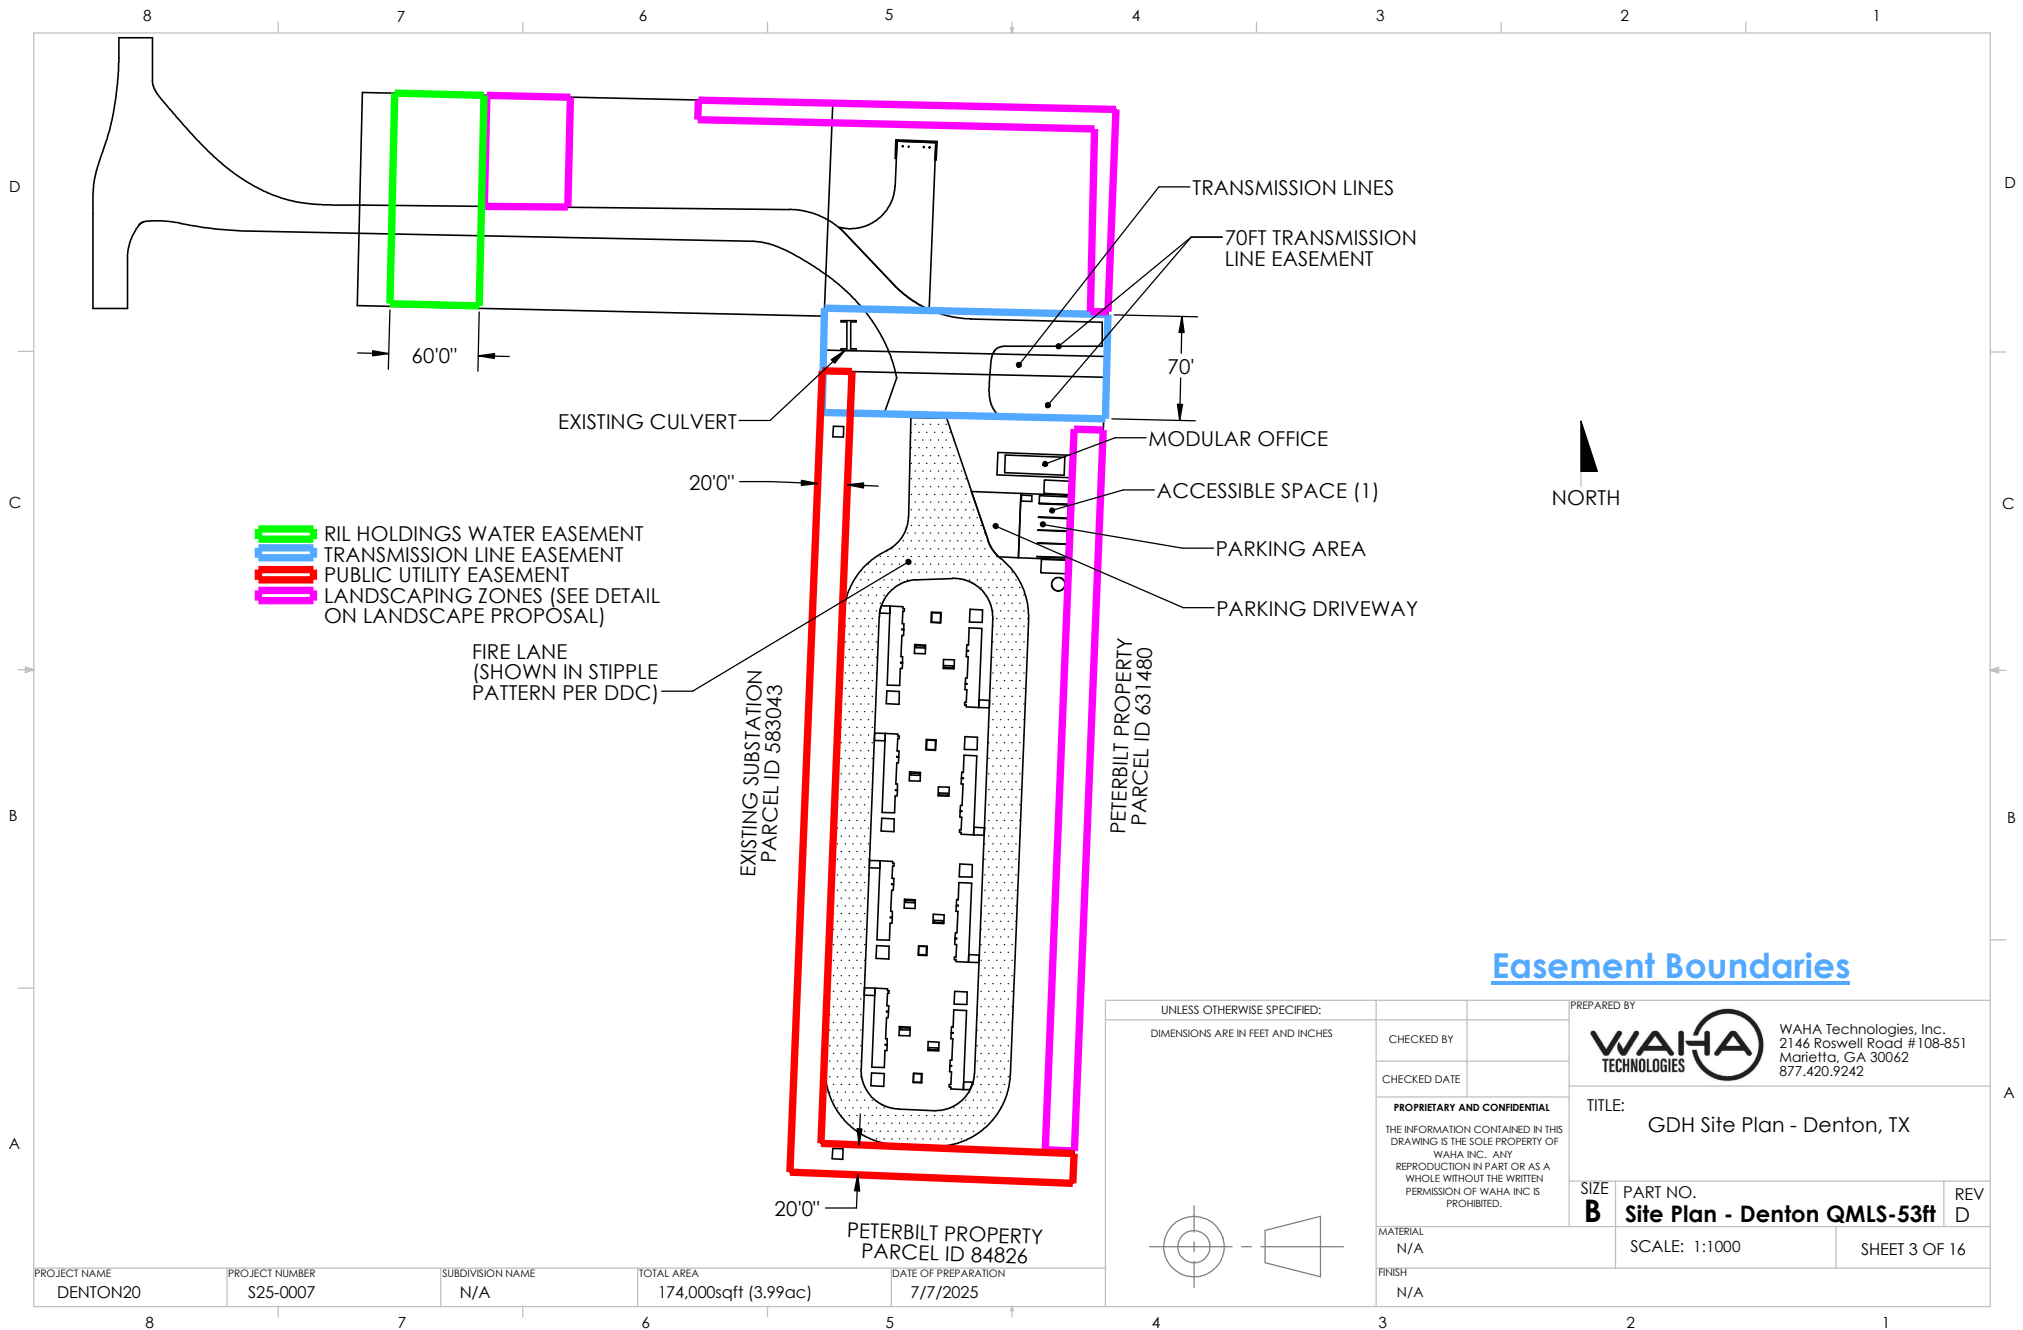 8 7 6 5 4 3 2 1
D
D
TRANSMISSION LINES
70FT TRANSMISSION
LINE EASEMENT
60'0"
70'
EXISTING CULVERT
MODULAR OFFICE
20'0"
ACCESSIBLE SPACE (1)
C
C
NORTH
RIL HOLDINGS WATER EASEMENT
TRANSMISSION LINE EASEMENT
PUBLIC UTILITY EASEMENT
LANDSCAPING ZONES (SEE DETAIL
ON LANDSCAPE PROPOSAL)
PARKING AREA
PARKING DRIVEWAY
FIRE LANE
(SHOWN IN STIPPLE
PATTERN PER DDC)
EXISTING SUBSTATION
PARCEL ID 583043
PETERBILT PROPERTY
PARCEL ID 631480
B
B
Easement Boundaries
A
A
20'0"
PETERBILT PROPERTY
PARCEL ID 84826
UNLESS OTHERWISE SPECIFIED:
DIMENSIONS ARE IN FEET AND INCHES
CHECKED BY
CHECKED DATE
PROPRIETARY AND CONFIDENTIAL
THE INFORMATION CONTAINED IN THIS
DRAWING IS THE SOLE PROPERTY OF
WAHA INC. ANY
REPRODUCTION IN PART OR AS A
WHOLE WITHOUT THE WRITTEN
PERMISSION OF WAHA INC IS
PROHIBITED.
MATERIAL
N/A
FINISH
N/A
PREPARED BY
WAHA
TECHNOLOGIES
WAHA Technologies, Inc.
2146 Roswell Road #108-851
Marietta, GA 30062
877.420.9242
TITLE:
GDH Site Plan - Denton, TX
SIZE
B
PART NO.
Site Plan - Denton QMLS-53ft
REV
D
SCALE: 1:1000
SHEET 3 OF 16
PROJECT NAME
DENTON20
PROJECT NUMBER
S25-0007
SUBDIVISION NAME
N/A
TOTAL AREA
174,000sqft (3.99ac)
DATE OF PREPARATION
7/7/2025
8 7 6 5 4 3 2 1